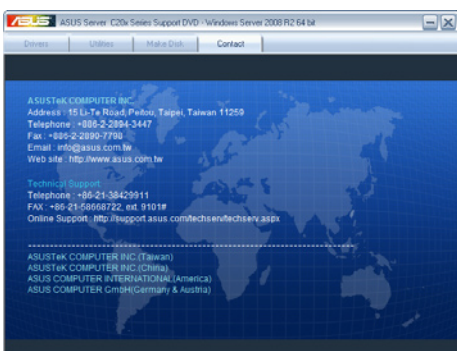 ASUS ASUS Server C20x Series Support DVD - Windows Server 2008 R2 64 bit
Drivers Utilities Make Disk Contact
ASUSTeK COMPUTER INC.
Address : 15 Li-Te Road, Peitou, Taipei, Taiwan 11259
Telephone : +886-2-2894-3447
Fax : +886-2-2890-7798
Email : info@asus.com.tw
Web site : http://www.asus.com.tw
Technical Support:
Telephone : +86-21-38429911
FAX : +86-21-58668722, ext. 9101#
Online Support : http://support.asus.com/techserv/techserv.aspx
ASUSTeK COMPUTER INC.(Taiwan)
ASUSTeK COMPUTER INC.(China)
ASUS COMPUTER INTERNATIONAL(America)
ASUS COMPUTER GmbH(Germany & Austria)